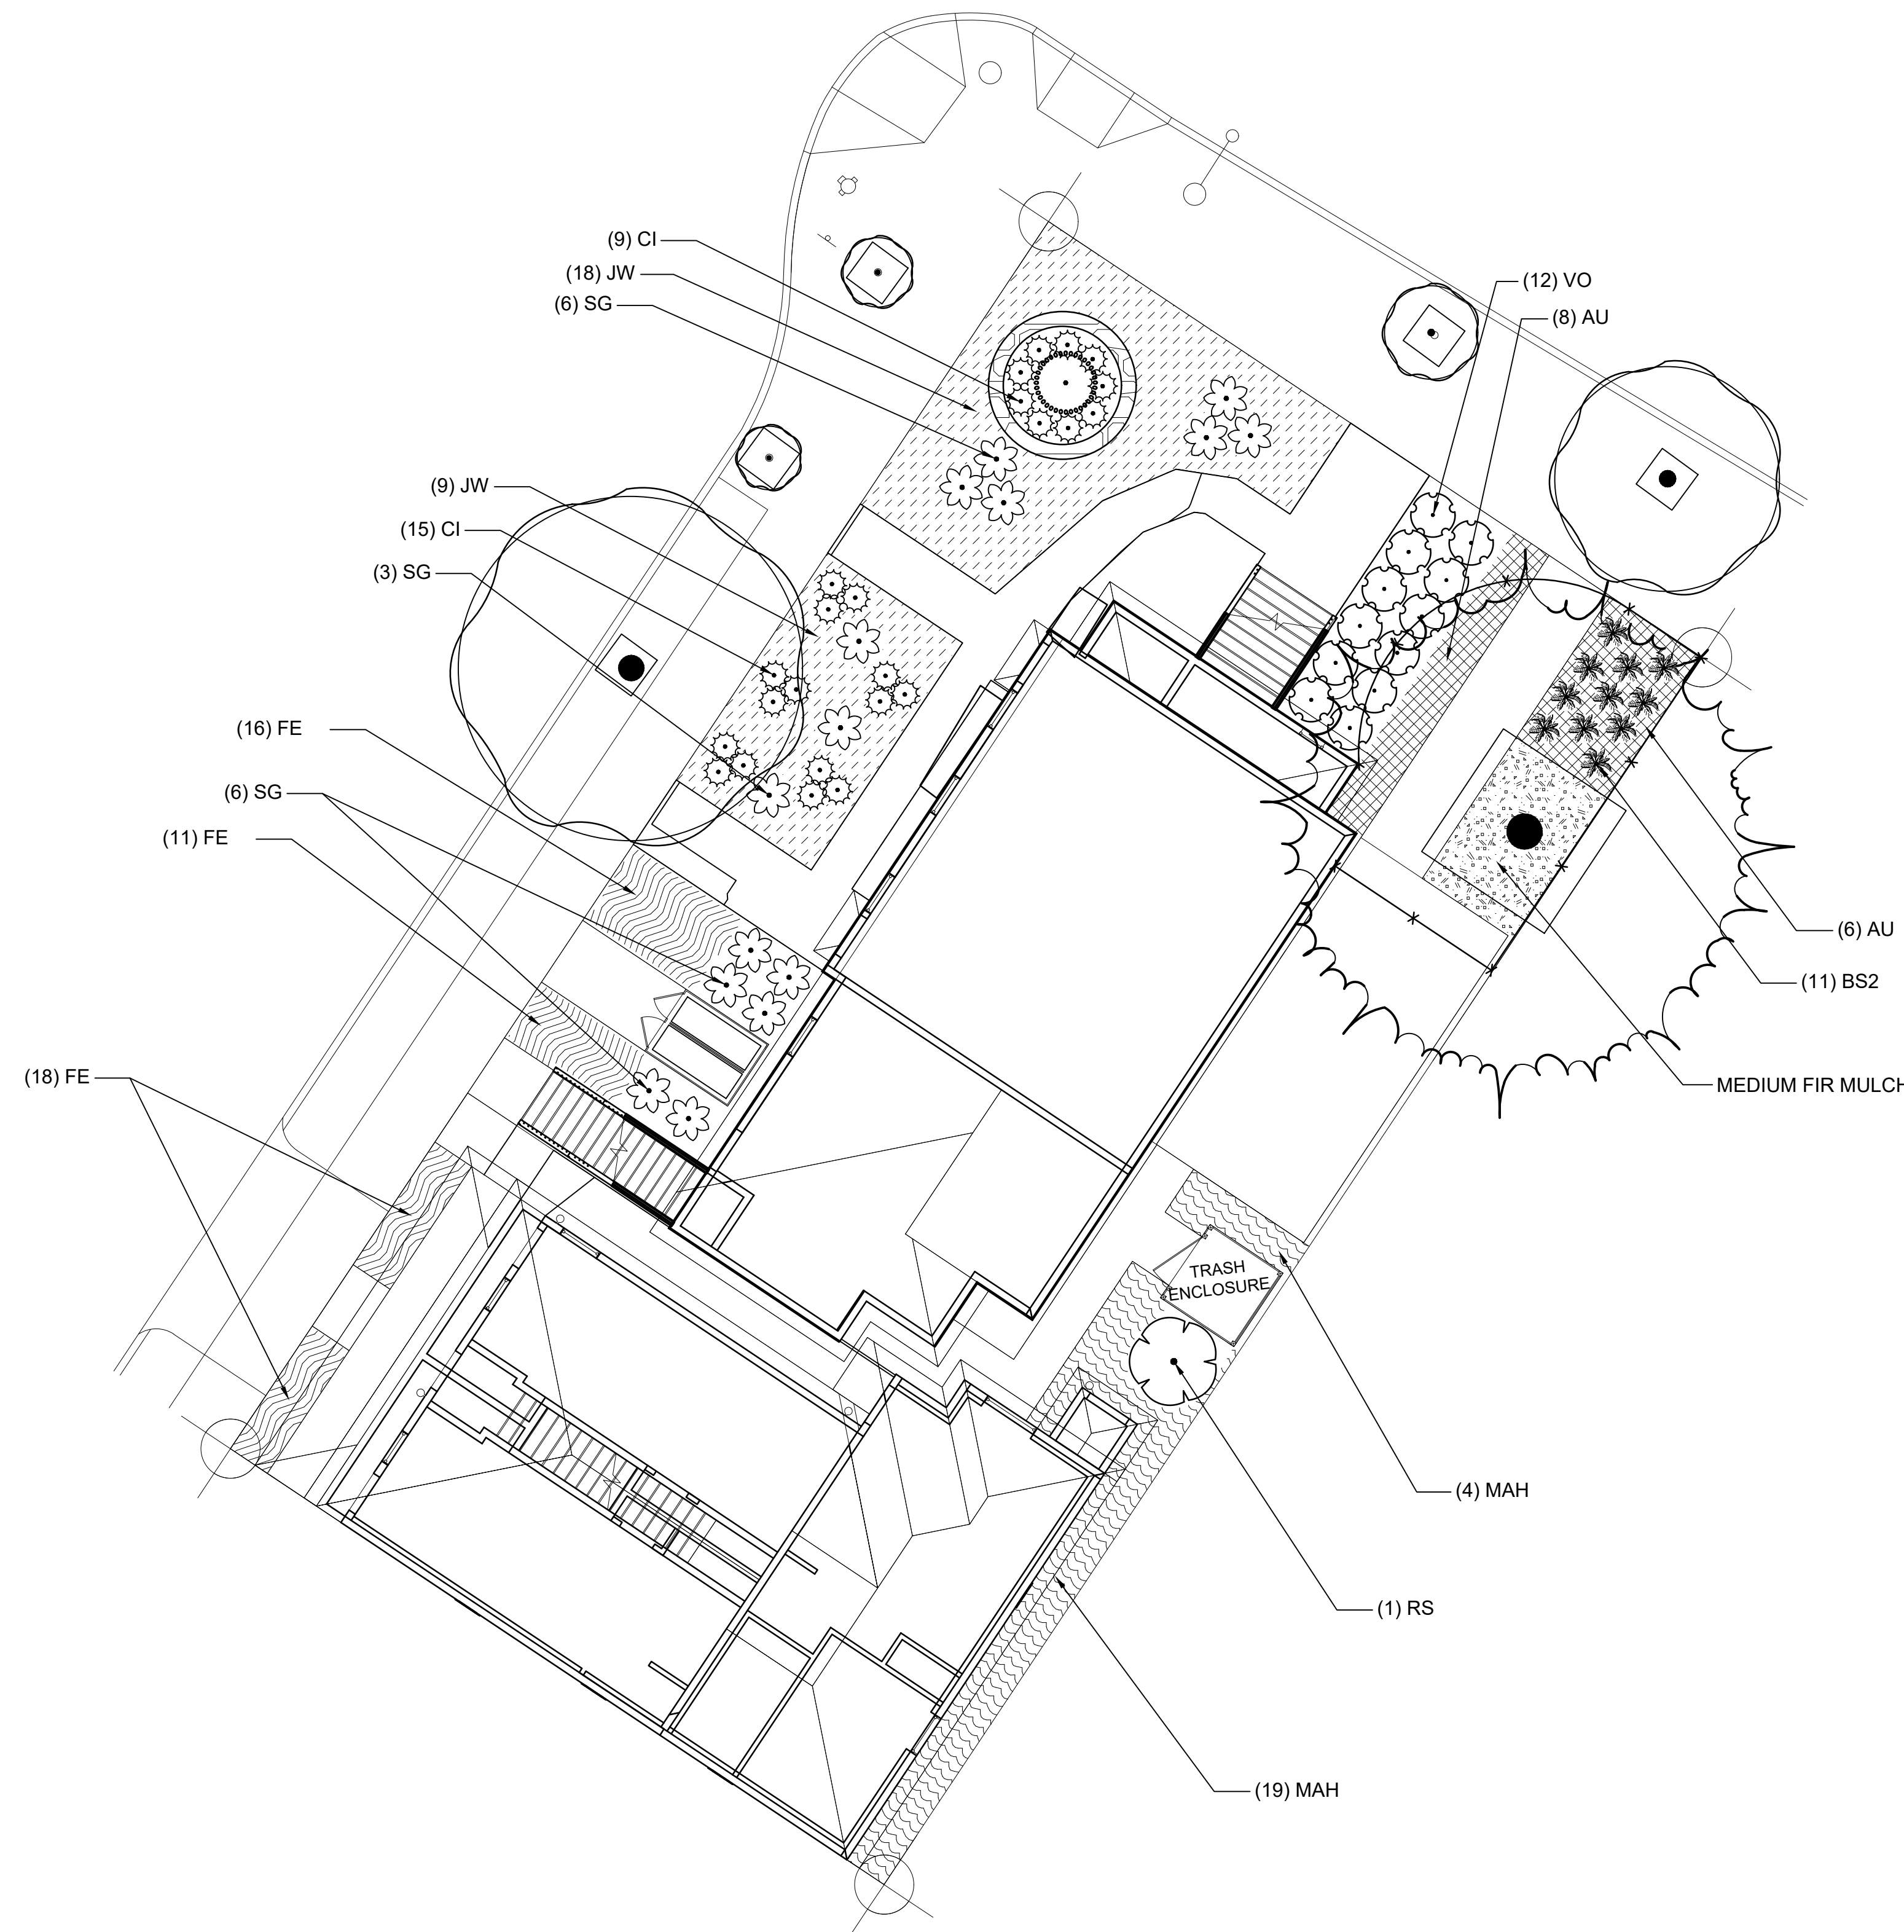 (9) CI
(18) JW
(6) SG
(12) VO
(8) AU
(9) JW
(15) CI
(3) SG
(16) FE
(6) SG
(11) FE
(6) AU
(11) BS2
(18) FE
MEDIUM FIR MULCH
TRASH
ENCLOSURE
(4) MAH
(1) RS
(19) MAH